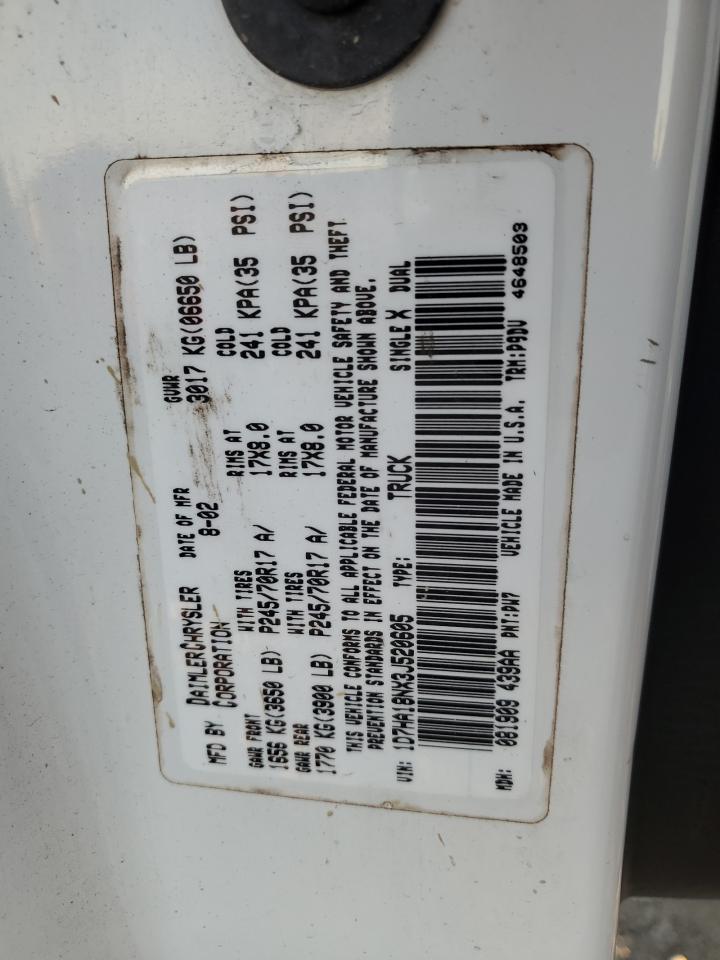 MFD BY DAIMLERCHRYSLER CORPORATION DATE OF MFR 8-02 GVWR 3017 KG(06650 LB)
GAWR FRONT WITH TIRES RIMS AT COLD
1656 KG(3650 LB) P245/70R17 A/ 17X8.0 241 KPA(35 PSI)
GAWR REAR WITH TIRES RIMS AT COLD
1770 KG(3900 LB) P245/70R17 A/ 17X8.0 241 KPA(35 PSI)
THIS VEHICLE CONFORMS TO ALL APPLICABLE FEDERAL MOTOR VEHICLE SAFETY AND THEFT
PREVENTION STANDARDS IN EFFECT ON THE DATE OF MANUFACTURE SHOWN ABOVE.
VIN: 1D7HA18NX3J520605 TYPE: TRUCK SINGLE X DUAL
MDH: 081909 439AA PNT:PW7 VEHICLE MADE IN U.S.A. TRM:P9DV 4648503